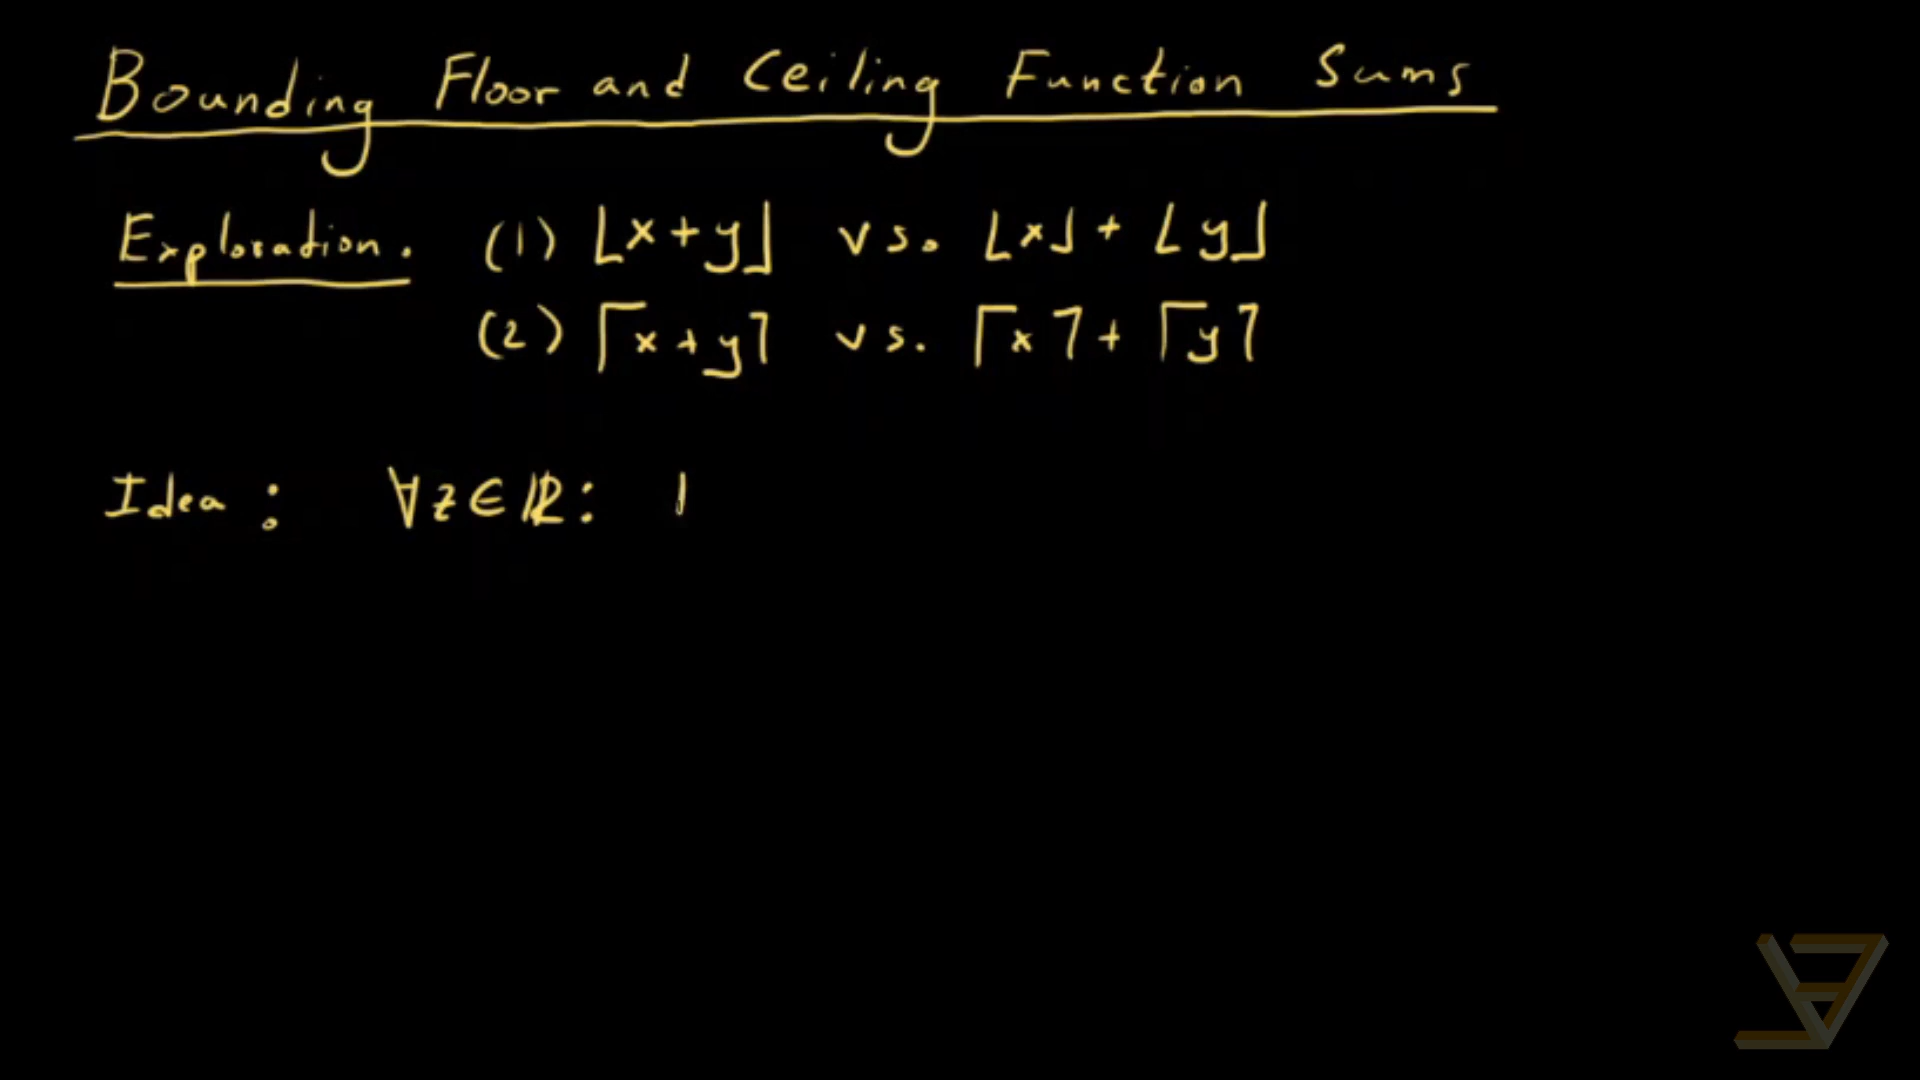 Bounding Floor and Ceiling Function Sums
Exploration. (1) ⌊x+y⌋ vs. ⌊x⌋ + ⌊y⌋
(2) ⌈x+y⌉ vs. ⌈x⌉ + ⌈y⌉
Idea: ∀z∈ℝ: